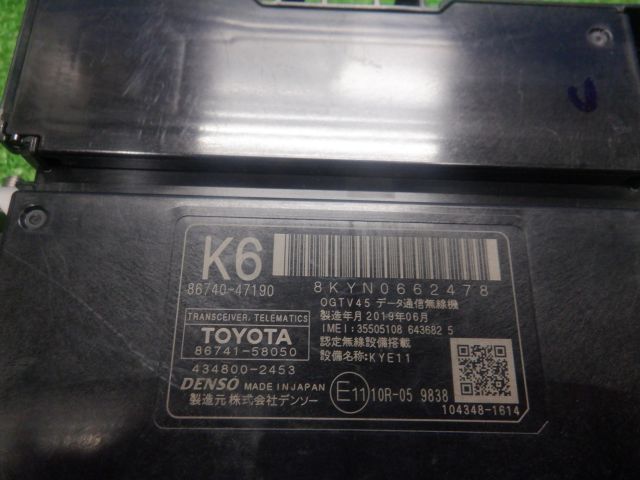 K6
8KYN0662478
86740-47190
0GTV45 データ通信無線機
製造年月 2019年06月
TRANSCEIVER, TELEMATICS
IMEI:35505108 643682 5
TOYOTA
認定無線設備搭載
86741-58050
設備名称:KYE11
434800-2453
DENSO MADE IN JAPAN
E11 10R-05 9838
製造元 株式会社デンソー
104348-1614